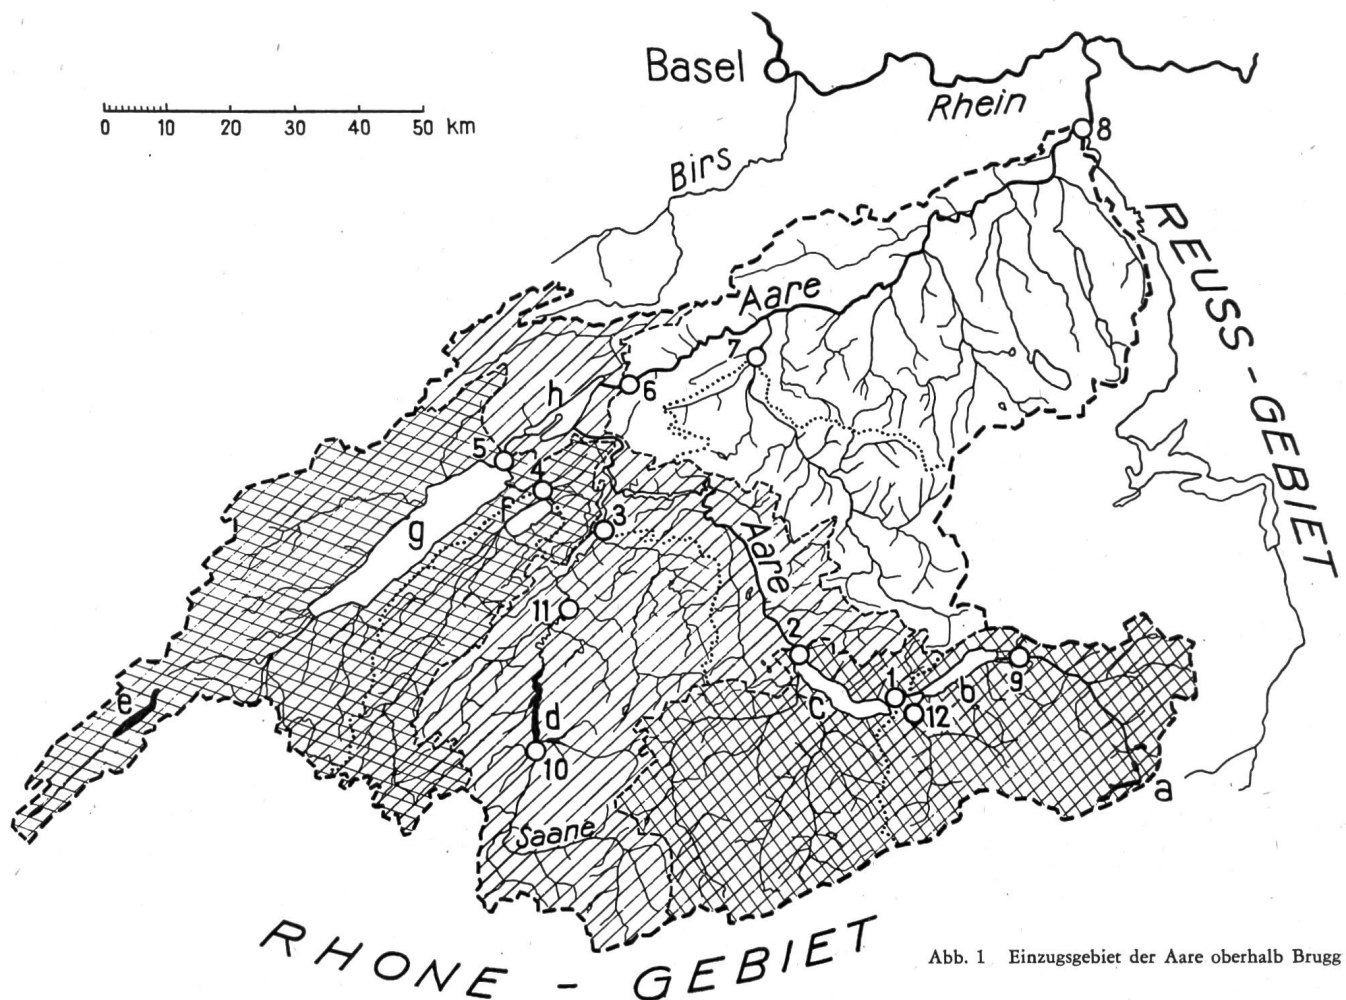 Basel
Rhein
0 10 20 30 40 50 km
8
Birs
REUSS-GEBIET
Aare
7
h
6
5
4
f
g
3
Aare
11
2
1
b
9
e
c
12
d
10
a
Saane
RHONE - GEBIET
Abb. 1 Einzugsgebiet der Aare oberhalb Brugg